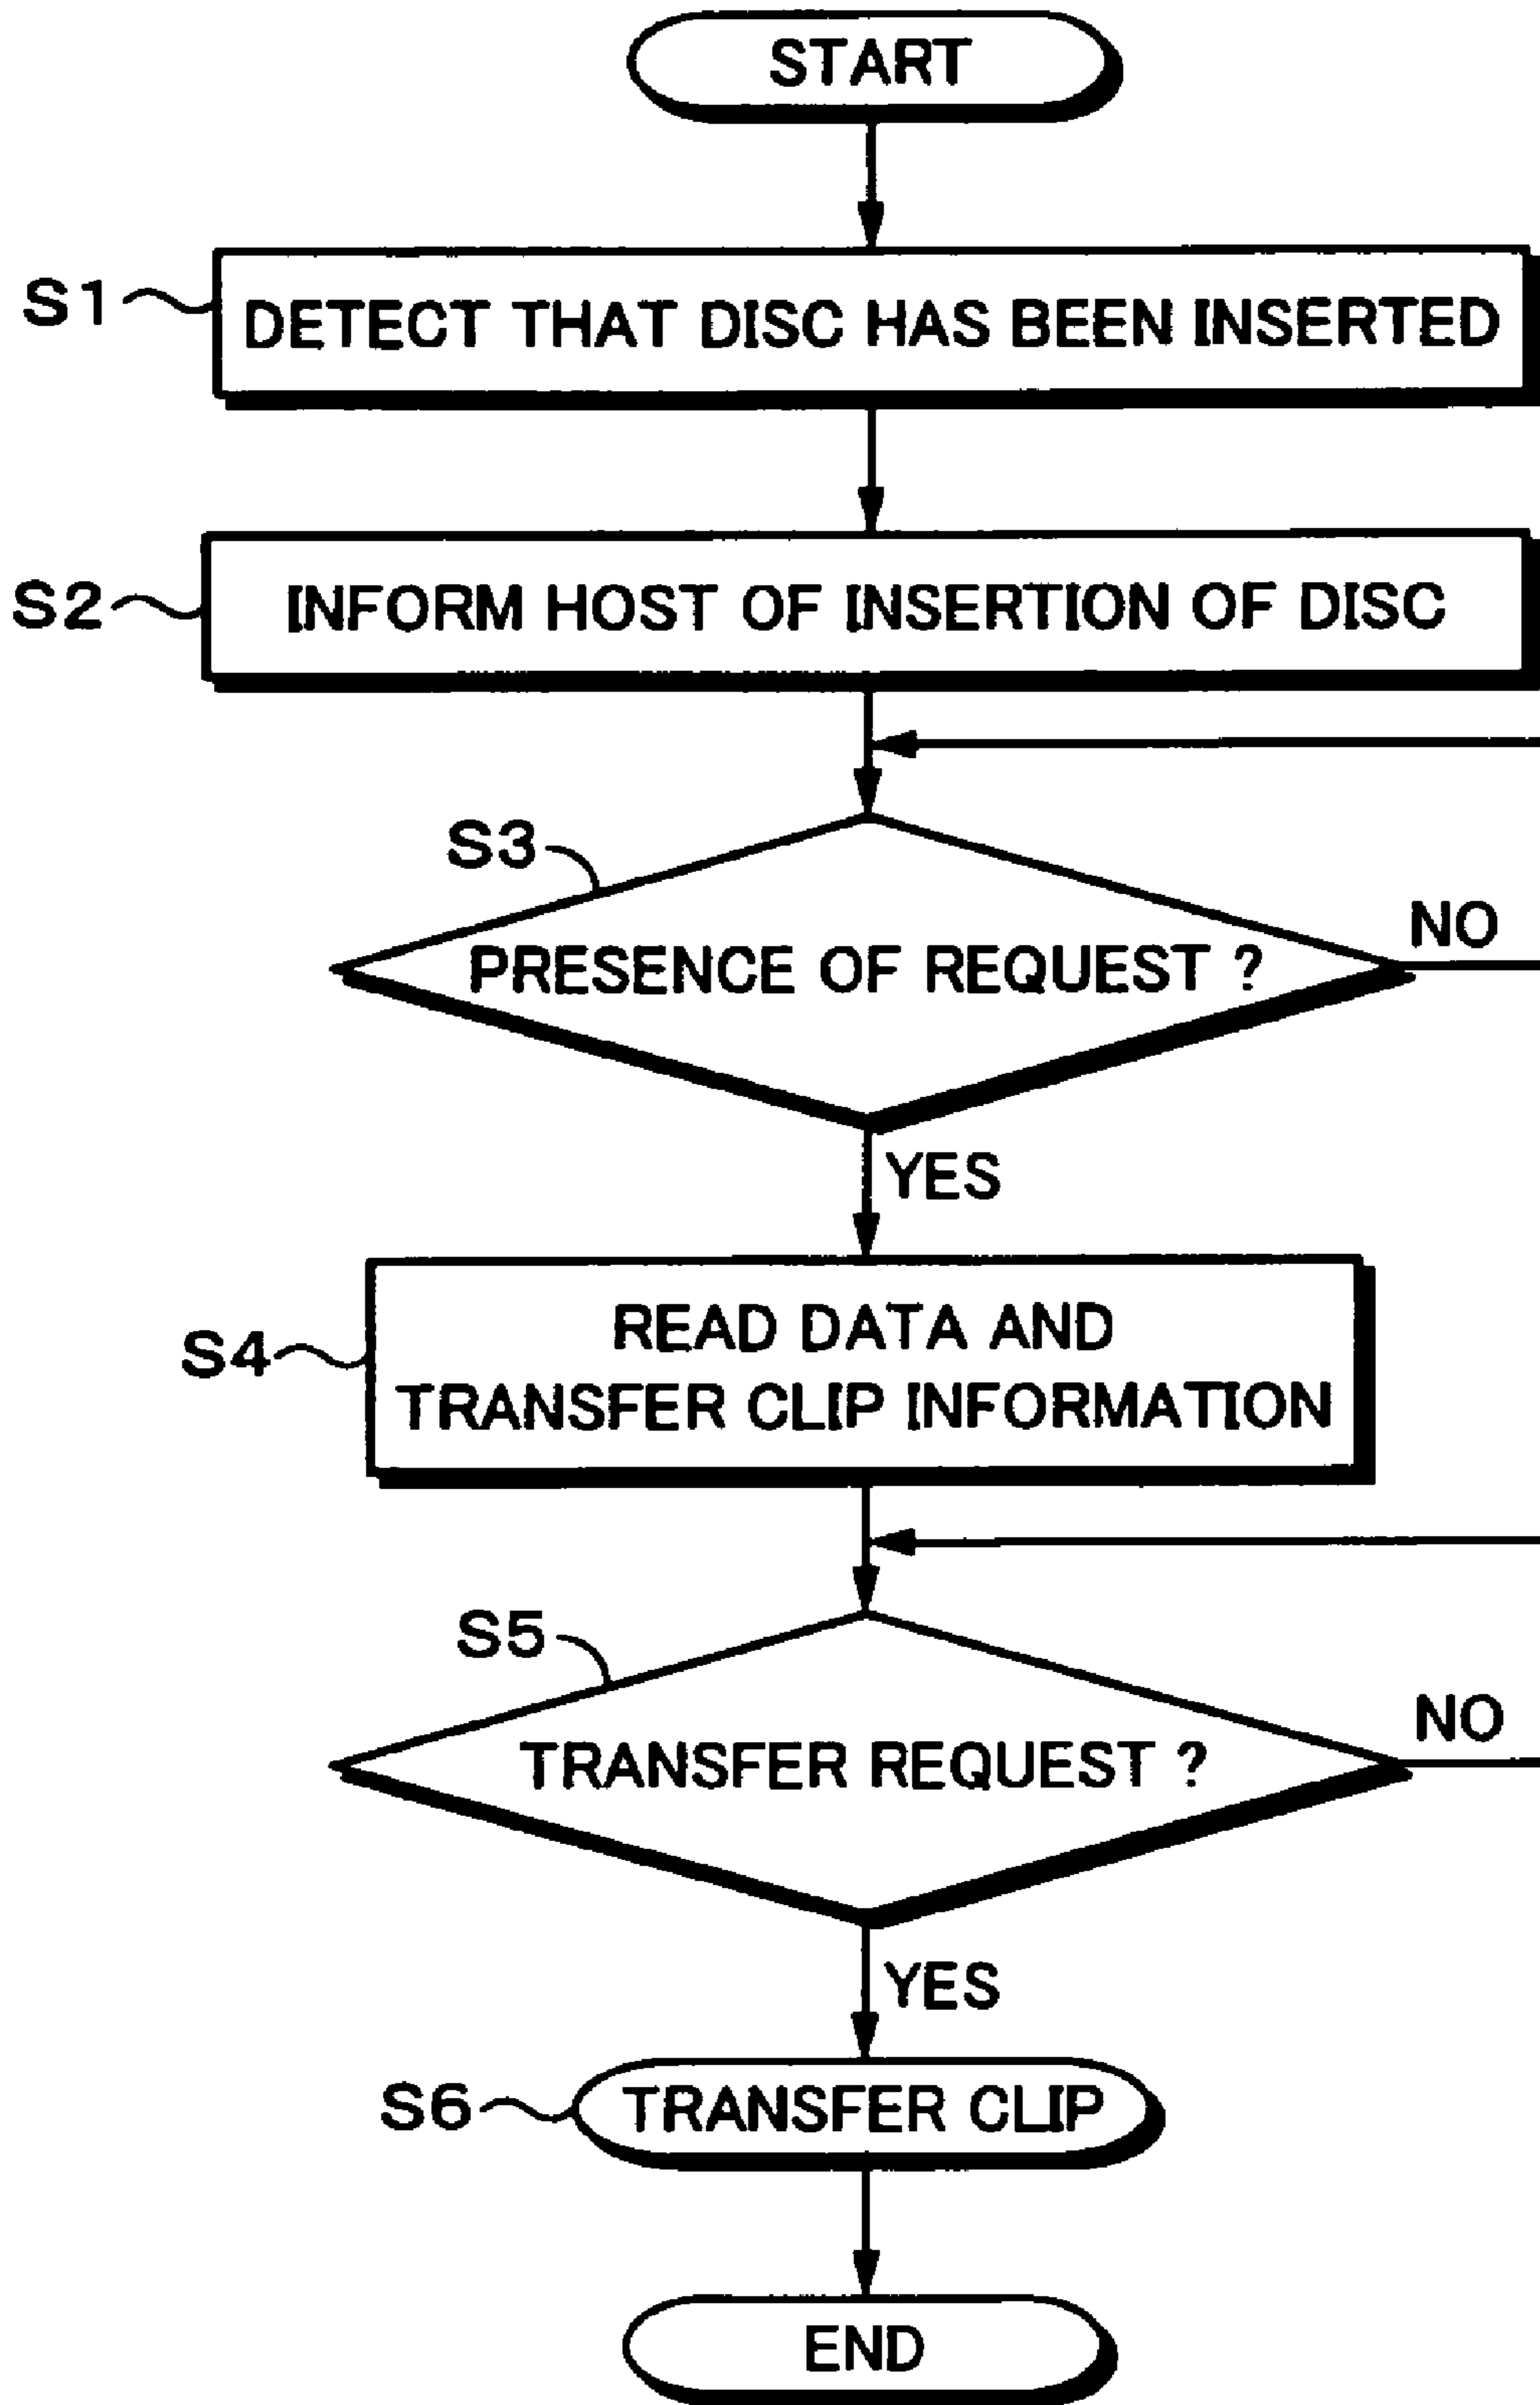 START
S1
DETECT THAT DISC HAS BEEN INSERTED
S2
INFORM HOST OF INSERTION OF DISC
S3
PRESENCE OF REQUEST ?
NO
YES
S4
READ DATA AND
TRANSFER CLIP INFORMATION
S5
TRANSFER REQUEST ?
NO
YES
S6
TRANSFER CLIP
END